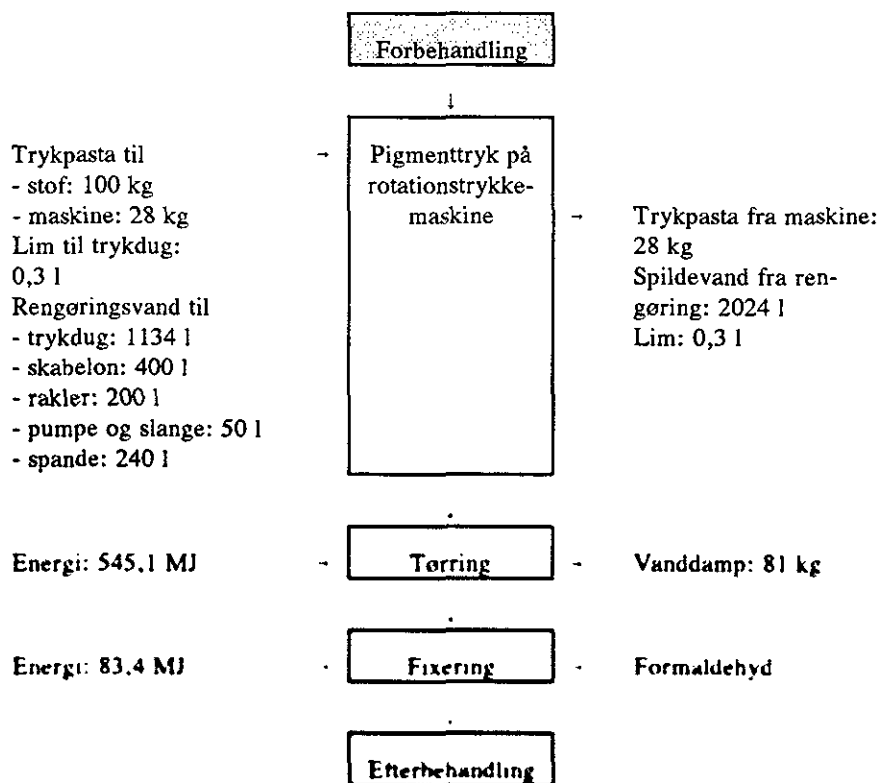 Forbehandling
Trykpasta til
- stof: 100 kg
- maskine: 28 kg
Lim til trykdug:
0,3 l
Rengøringsvand til
- trykdug: 1134 l
- skabelon: 400 l
- rakler: 200 l
- pumpe og slange: 50 l
- spande: 240 l
Pigmenttryk på
rotationstrykke-
maskine
Trykpasta fra maskine:
28 kg
Spildevand fra ren-
gøring: 2024 l
Lim: 0,3 l
Energi: 545,1 MJ
Tørring
Vanddamp: 81 kg
Energi: 83,4 MJ
Fixering
Formaldehyd
Efterbehandling